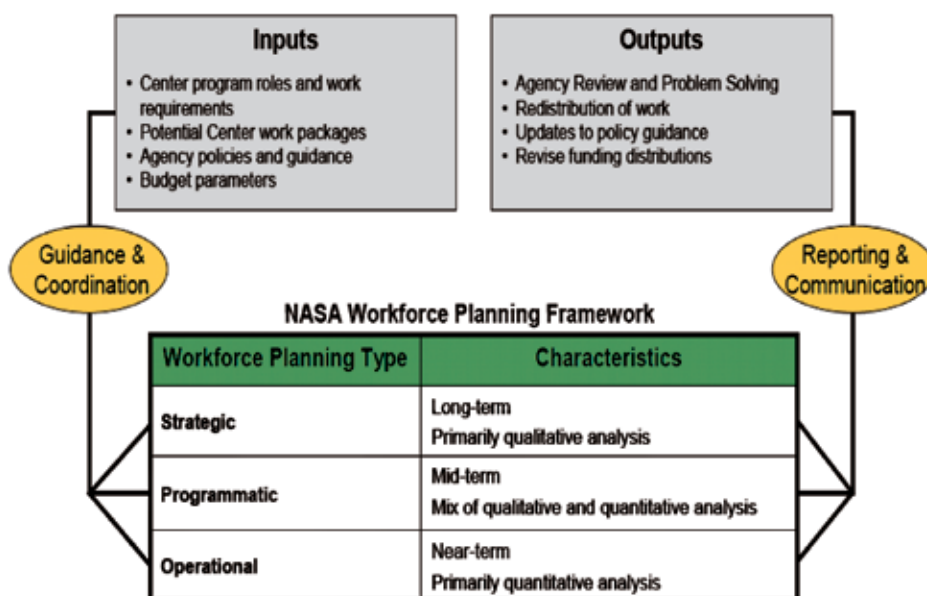 Inputs
• Center program roles and work
requirements
• Potential Center work packages
• Agency policies and guidance
• Budget parameters
Outputs
• Agency Review and Problem Solving
• Redistribution of work
• Updates to policy guidance
• Revise funding distributions
Guidance &
Coordination
Reporting &
Communication
NASA Workforce Planning Framework
Workforce Planning Type
Characteristics
Strategic
Long-term
Primarily qualitative analysis
Programmatic
Mid-term
Mix of qualitative and quantitative analysis
Operational
Near-term
Primarily quantitative analysis